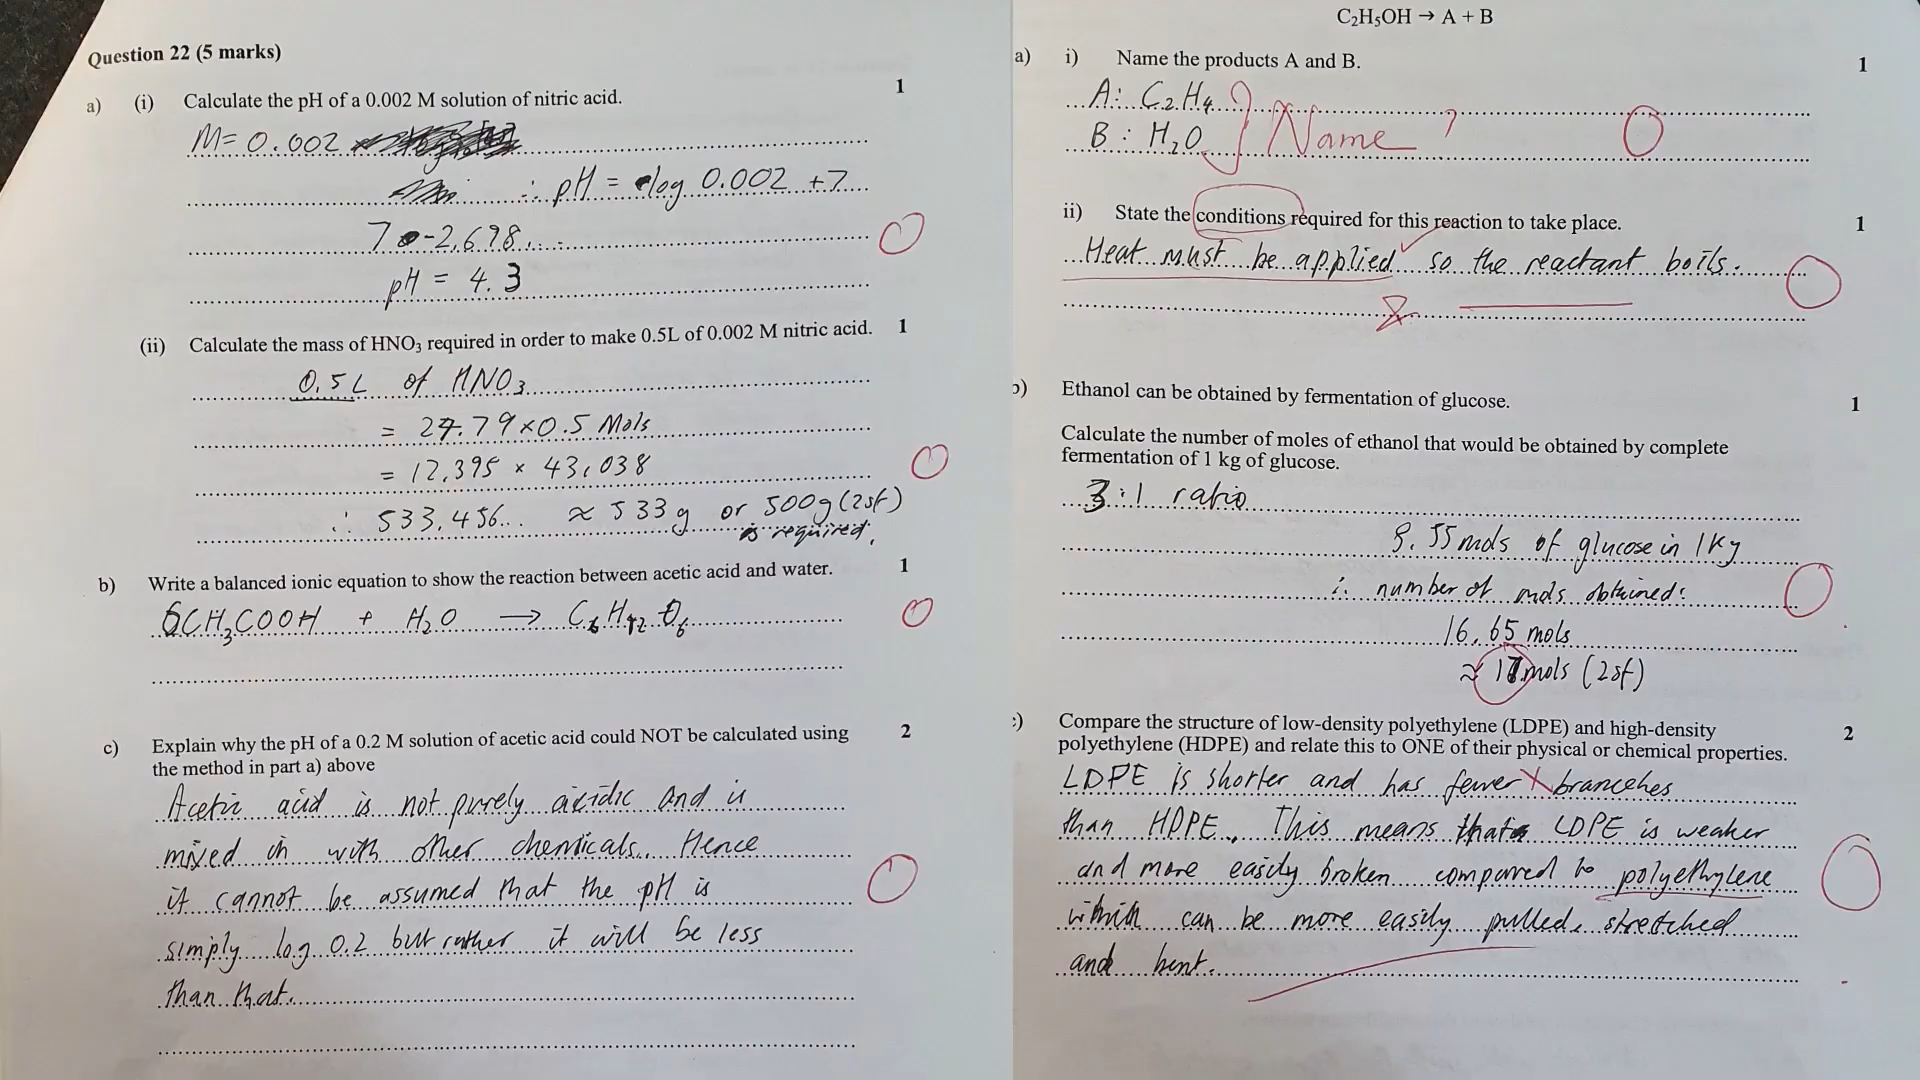 Question 22 (5 marks)
a) (i) Calculate the pH of a 0.002 M solution of nitric acid. 1
M = 0.002
∴ pH = -log 0.002 +7
7 -2.698...
pH = 4.3
(ii) Calculate the mass of HNO₃ required in order to make 0.5L of 0.002 M nitric acid. 1
0.5L of HNO₃
= 24.79 × 0.5 Mols
= 12.395 × 43.038
∴ 533.456... ≈ 533g or 500g (2sf)
is required.
b) Write a balanced ionic equation to show the reaction between acetic acid and water. 1
6CH₃COOH + H₂O → C₆H₁₂O₆
c) Explain why the pH of a 0.2 M solution of acetic acid could NOT be calculated using 2
the method in part a) above
Acetic acid is not purely acidic and is
mixed in with other chemicals. Hence
it cannot be assumed that the pH is
simply log 0.2 but rather it will be less
than that.
C₂H₅OH → A + B
a) i) Name the products A and B. 1
A: C₂H₄
B: H₂O Name ?
ii) State the conditions required for this reaction to take place. 1
Heat must be applied so the reactant boils.
b) Ethanol can be obtained by fermentation of glucose. 1
Calculate the number of moles of ethanol that would be obtained by complete
fermentation of 1 kg of glucose.
3:1 ratio
5.55 mols of glucose in 1Kg
∴ number of mols obtained:
16.65 mols
≈ 17 mols (2sf)
:) Compare the structure of low-density polyethylene (LDPE) and high-density 2
polyethylene (HDPE) and relate this to ONE of their physical or chemical properties.
LDPE is shorter and has fewer brancehes
than HDPE. This means that LDPE is weaker
and more easily broken compared to polyethylene
which can be more easily pulled, stretched
and bent.